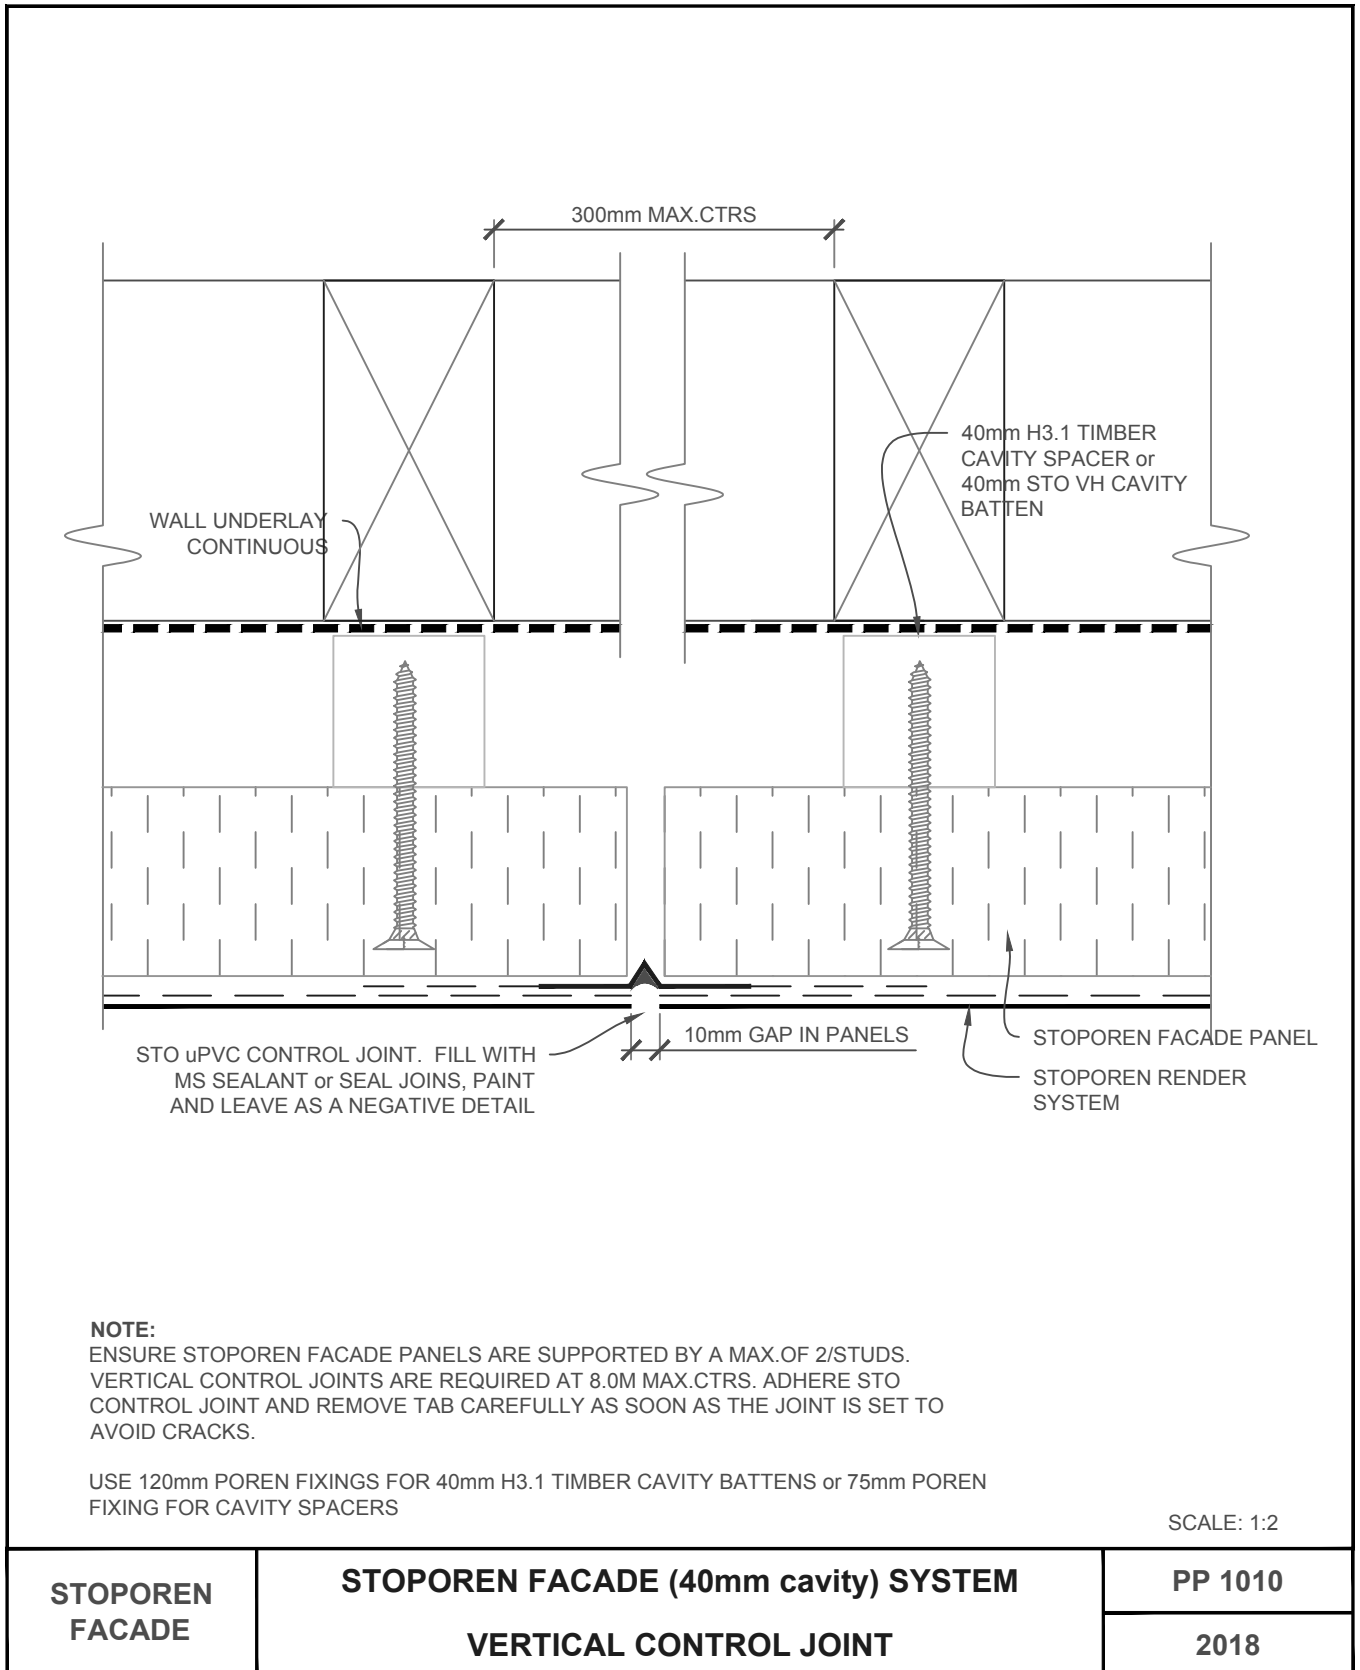 300mm MAX.CTRS
40mm H3.1 TIMBER
CAVITY SPACER or
40mm STO VH CAVITY
BATTEN
WALL UNDERLAY
CONTINUOUS
10mm GAP IN PANELS
STO uPVC CONTROL JOINT.  FILL WITH
MS SEALANT or SEAL JOINS, PAINT
AND LEAVE AS A NEGATIVE DETAIL
STOPOREN FACADE PANEL
STOPOREN RENDER
SYSTEM
NOTE:
ENSURE STOPOREN FACADE PANELS ARE SUPPORTED BY A MAX.OF 2/STUDS.
VERTICAL CONTROL JOINTS ARE REQUIRED AT 8.0M MAX.CTRS. ADHERE STO
CONTROL JOINT AND REMOVE TAB CAREFULLY AS SOON AS THE JOINT IS SET TO
AVOID CRACKS.
USE 120mm POREN FIXINGS FOR 40mm H3.1 TIMBER CAVITY BATTENS or 75mm POREN
FIXING FOR CAVITY SPACERS
SCALE: 1:2
STOPOREN
FACADE
STOPOREN FACADE (40mm cavity) SYSTEM
VERTICAL CONTROL JOINT
PP 1010
2018